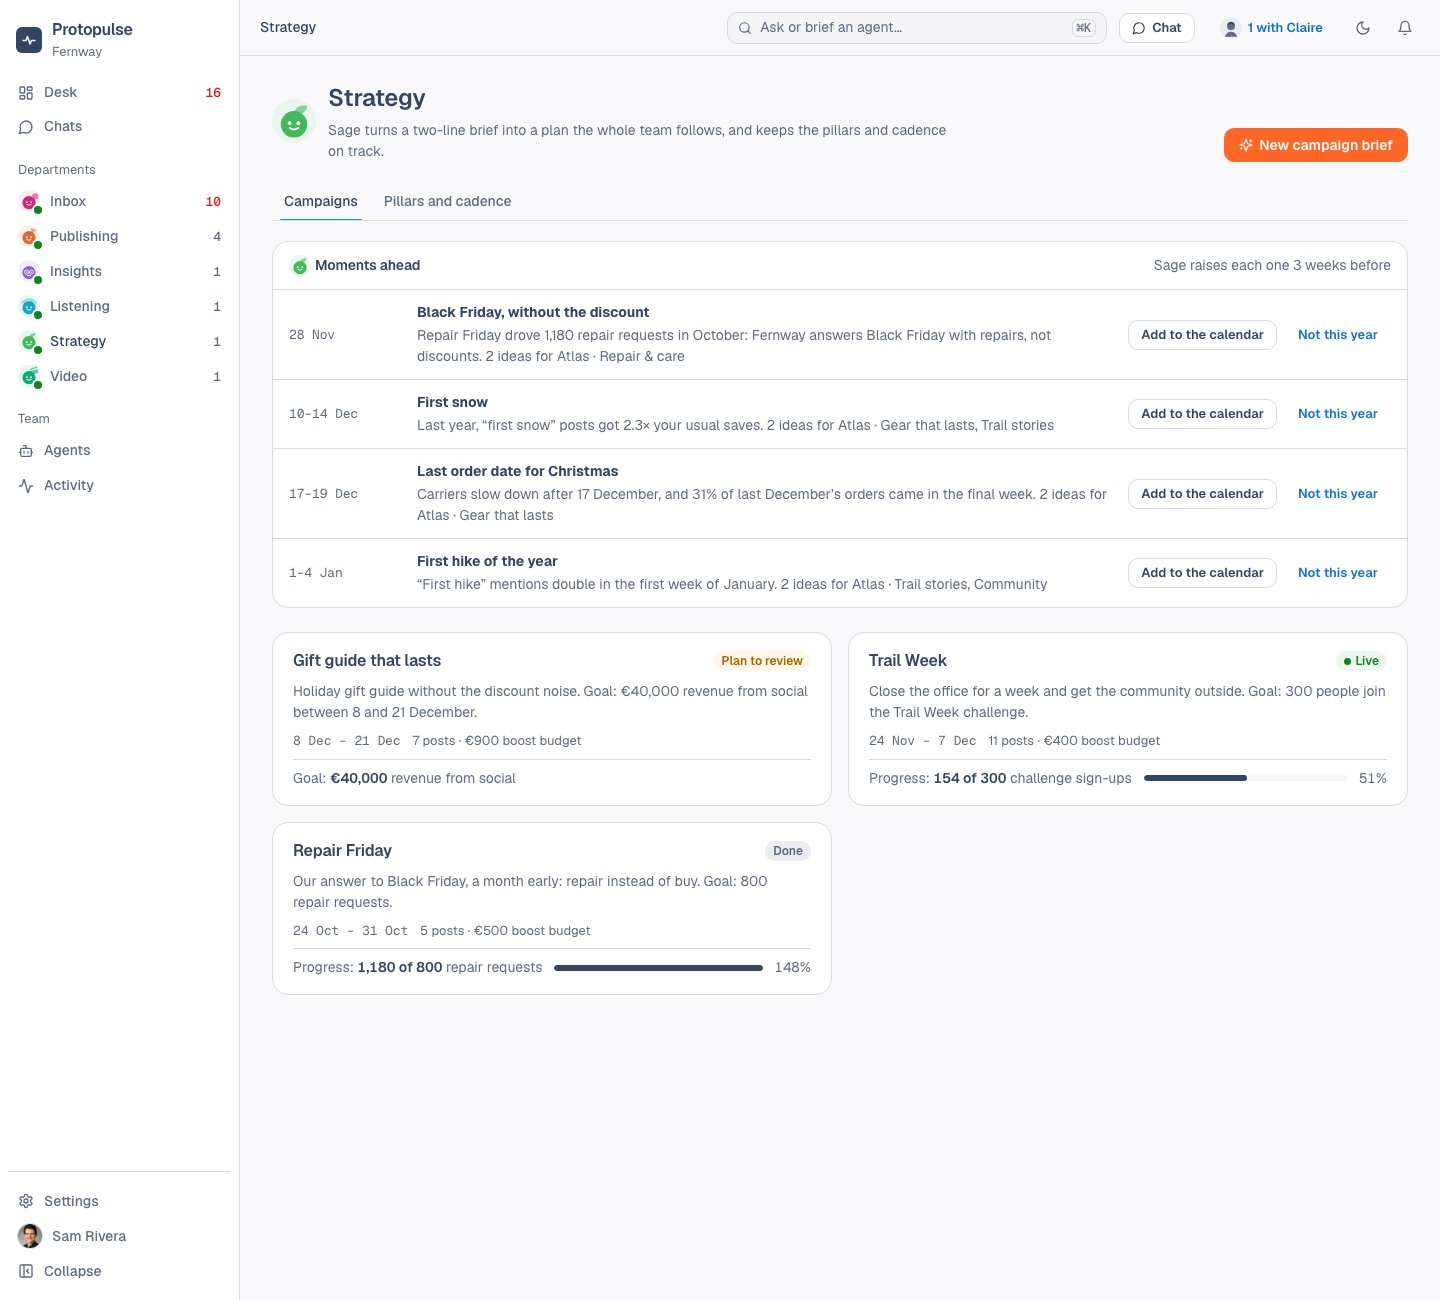 Protopulse
Fernway
Desk 16
Chats
Departments
Inbox 10
Publishing 4
Insights 1
Listening 1
Strategy 1
Video 1
Team
Agents
Activity
Settings
Sam Rivera
Collapse
Strategy
Ask or brief an agent… ⌘K
Chat
1 with Claire
Strategy
Sage turns a two-line brief into a plan the whole team follows, and keeps the pillars and cadence
on track.
New campaign brief
Campaigns Pillars and cadence
Moments ahead Sage raises each one 3 weeks before
28 Nov
Black Friday, without the discount
Repair Friday drove 1,180 repair requests in October: Fernway answers Black Friday with repairs, not
discounts. 2 ideas for Atlas · Repair & care
Add to the calendar Not this year
10–14 Dec
First snow
Last year, “first snow” posts got 2.3× your usual saves. 2 ideas for Atlas · Gear that lasts, Trail stories
Add to the calendar Not this year
17–19 Dec
Last order date for Christmas
Carriers slow down after 17 December, and 31% of last December’s orders came in the final week. 2 ideas for
Atlas · Gear that lasts
Add to the calendar Not this year
1–4 Jan
First hike of the year
“First hike” mentions double in the first week of January. 2 ideas for Atlas · Trail stories, Community
Add to the calendar Not this year
Gift guide that lasts Plan to review
Holiday gift guide without the discount noise. Goal: €40,000 revenue from social
between 8 and 21 December.
8 Dec – 21 Dec 7 posts · €900 boost budget
Goal: €40,000 revenue from social
Trail Week Live
Close the office for a week and get the community outside. Goal: 300 people join
the Trail Week challenge.
24 Nov – 7 Dec 11 posts · €400 boost budget
Progress: 154 of 300 challenge sign-ups 51%
Repair Friday Done
Our answer to Black Friday, a month early: repair instead of buy. Goal: 800
repair requests.
24 Oct – 31 Oct 5 posts · €500 boost budget
Progress: 1,180 of 800 repair requests 148%